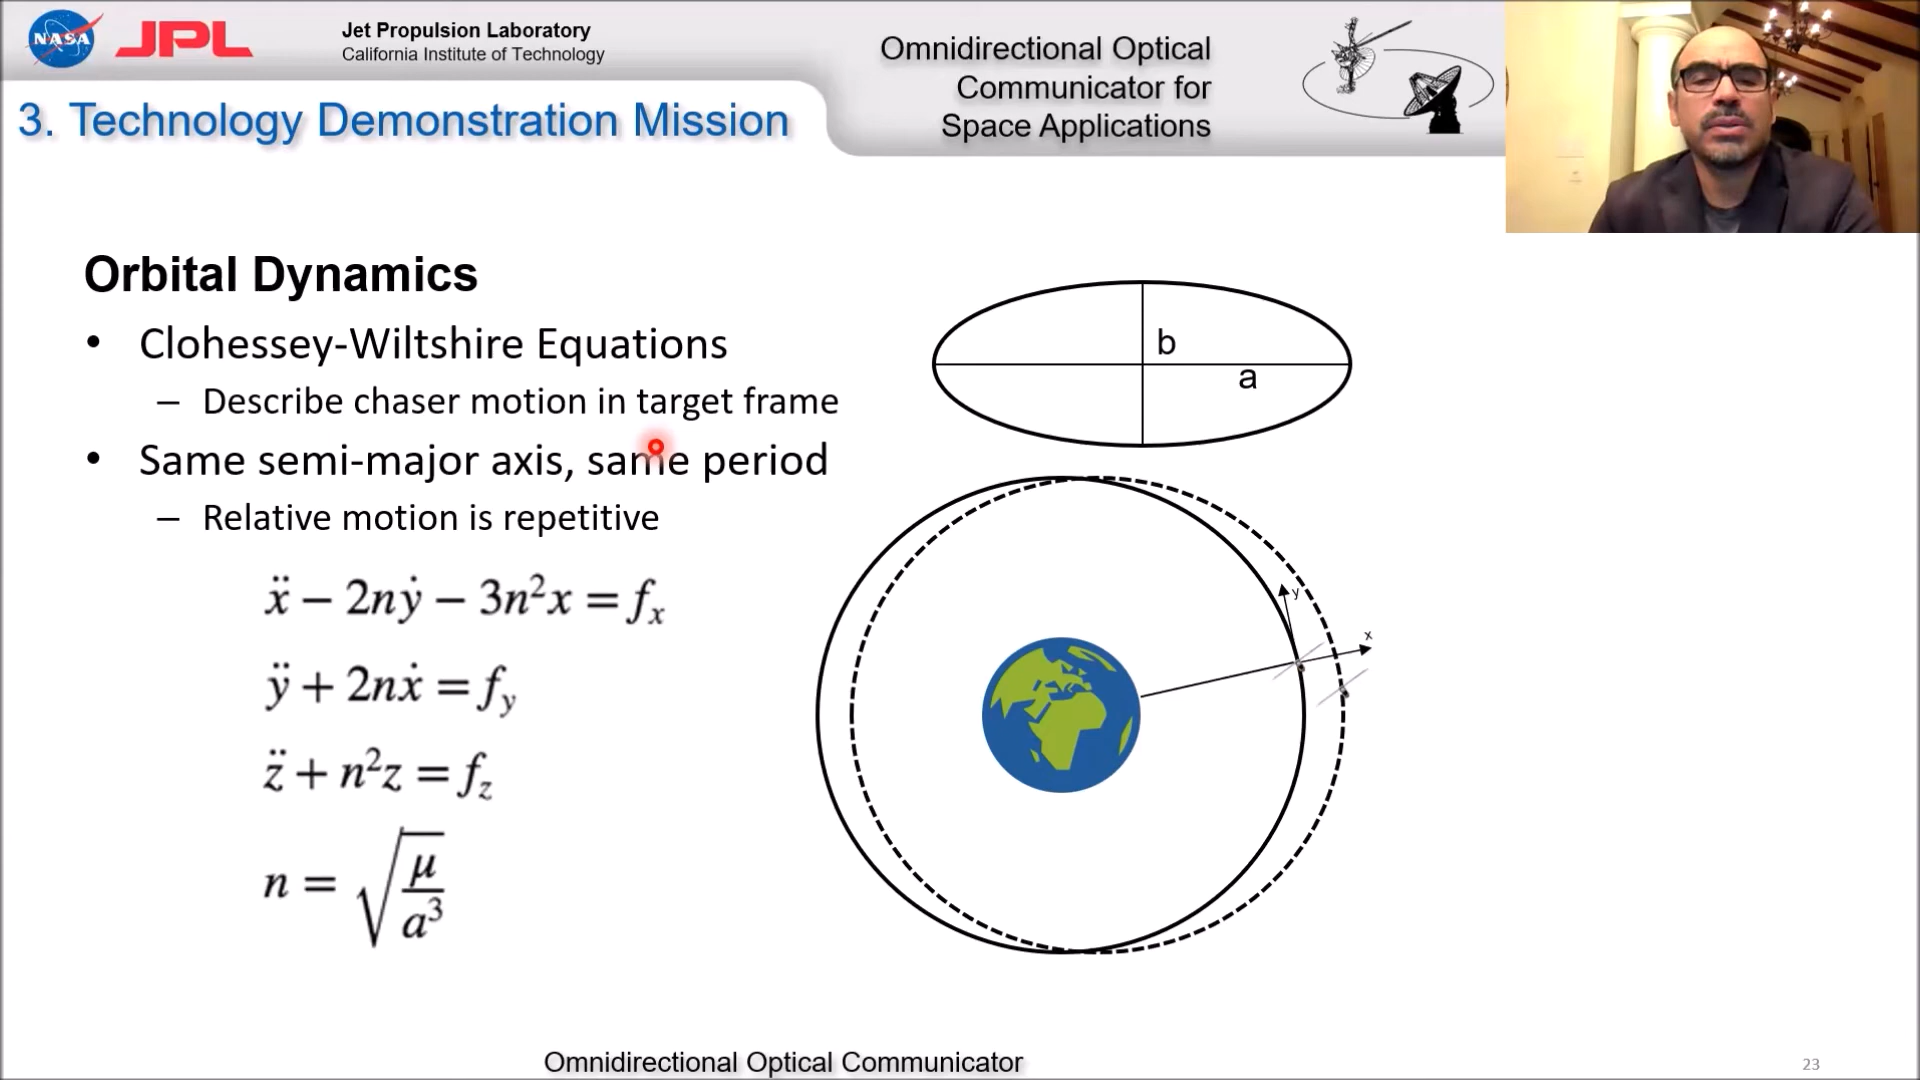 NASA
JPL
Jet Propulsion Laboratory
California Institute of Technology
Omnidirectional Optical
Communicator for
Space Applications
3. Technology Demonstration Mission
Orbital Dynamics
• Clohessey-Wiltshire Equations
– Describe chaser motion in target frame
• Same semi-major axis, same period
– Relative motion is repetitive
ẍ − 2nẏ − 3n²x = fₓ
ÿ + 2nẋ = f_y
z̈ + n²z = f_z
n = √(μ/a³)
b
a
y
x
Omnidirectional Optical Communicator
23